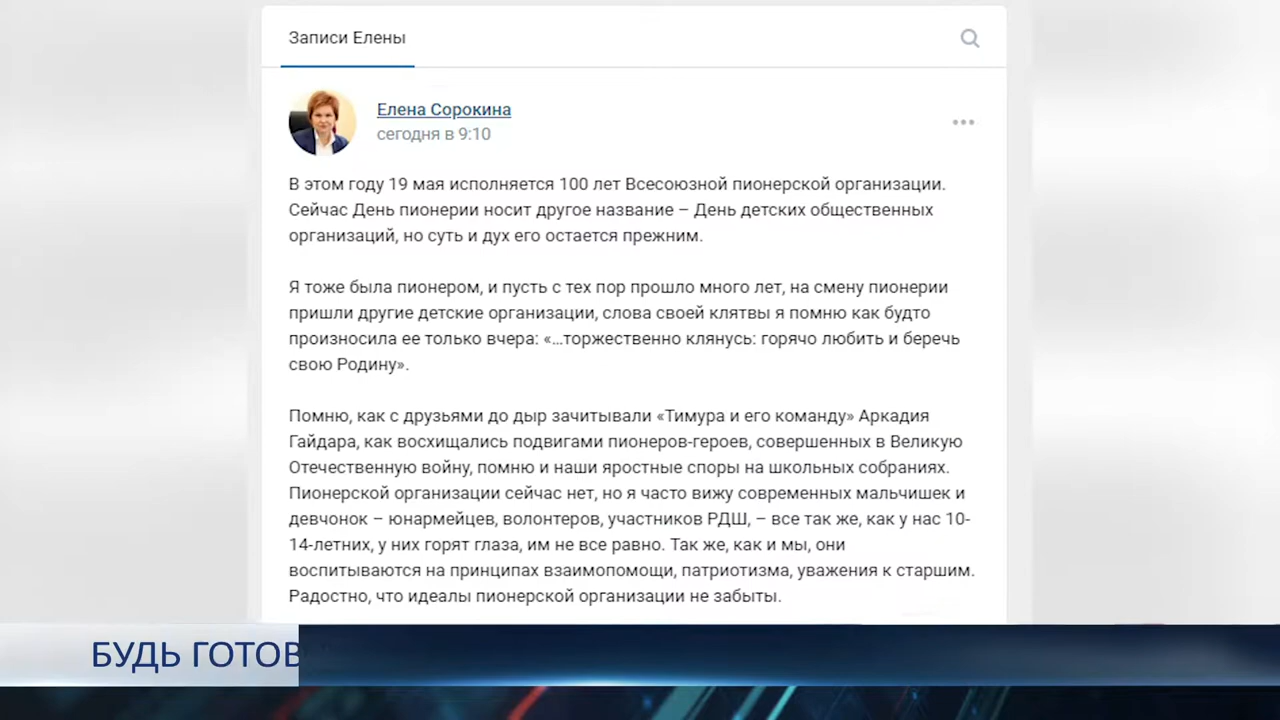 Записи Елены
Елена Сорокина
сегодня в 9:10
В этом году 19 мая исполняется 100 лет Всесоюзной пионерской организации.
Сейчас День пионерии носит другое название – День детских общественных
организаций, но суть и дух его остается прежним.
Я тоже была пионером, и пусть с тех пор прошло много лет, на смену пионерии
пришли другие детские организации, слова своей клятвы я помню как будто
произносила ее только вчера: «…торжественно клянусь: горячо любить и беречь
свою Родину».
Помню, как с друзьями до дыр зачитывали «Тимура и его команду» Аркадия
Гайдара, как восхищались подвигами пионеров-героев, совершенных в Великую
Отечественную войну, помню и наши яростные споры на школьных собраниях.
Пионерской организации сейчас нет, но я часто вижу современных мальчишек и
девчонок – юнармейцев, волонтеров, участников РДШ, – все так же, как у нас 10-
14-летних, у них горят глаза, им не все равно. Так же, как и мы, они
воспитываются на принципах взаимопомощи, патриотизма, уважения к старшим.
Радостно, что идеалы пионерской организации не забыты.
БУДЬ ГОТОВ